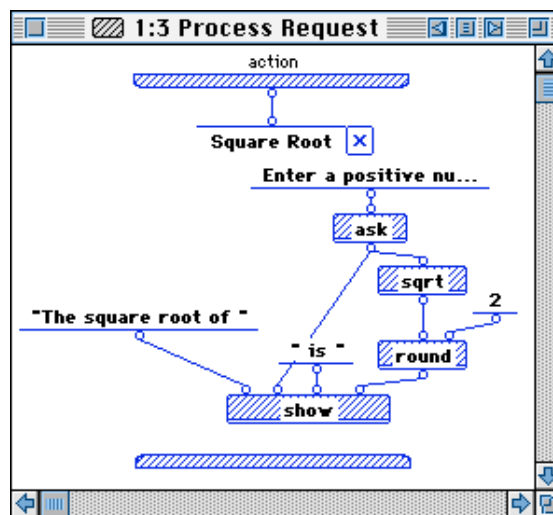 1:3 Process Request
action
Square Root
Enter a positive nu...
ask
sqrt
2
"The square root of "
" is "
round
show